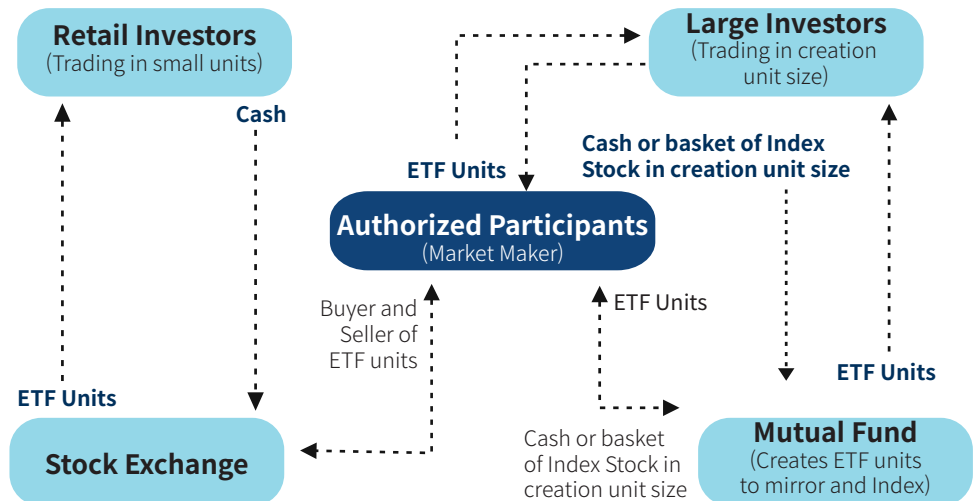 Retail Investors
(Trading in small units)
Large Investors
(Trading in creation
unit size)
Cash
Cash or basket of Index
Stock in creation unit size
ETF Units
Authorized Participants
(Market Maker)
Buyer and
Seller of
ETF units
ETF Units
ETF Units
ETF Units
Stock Exchange
Cash or basket
of Index Stock in
creation unit size
Mutual Fund
(Creates ETF units
to mirror and Index)